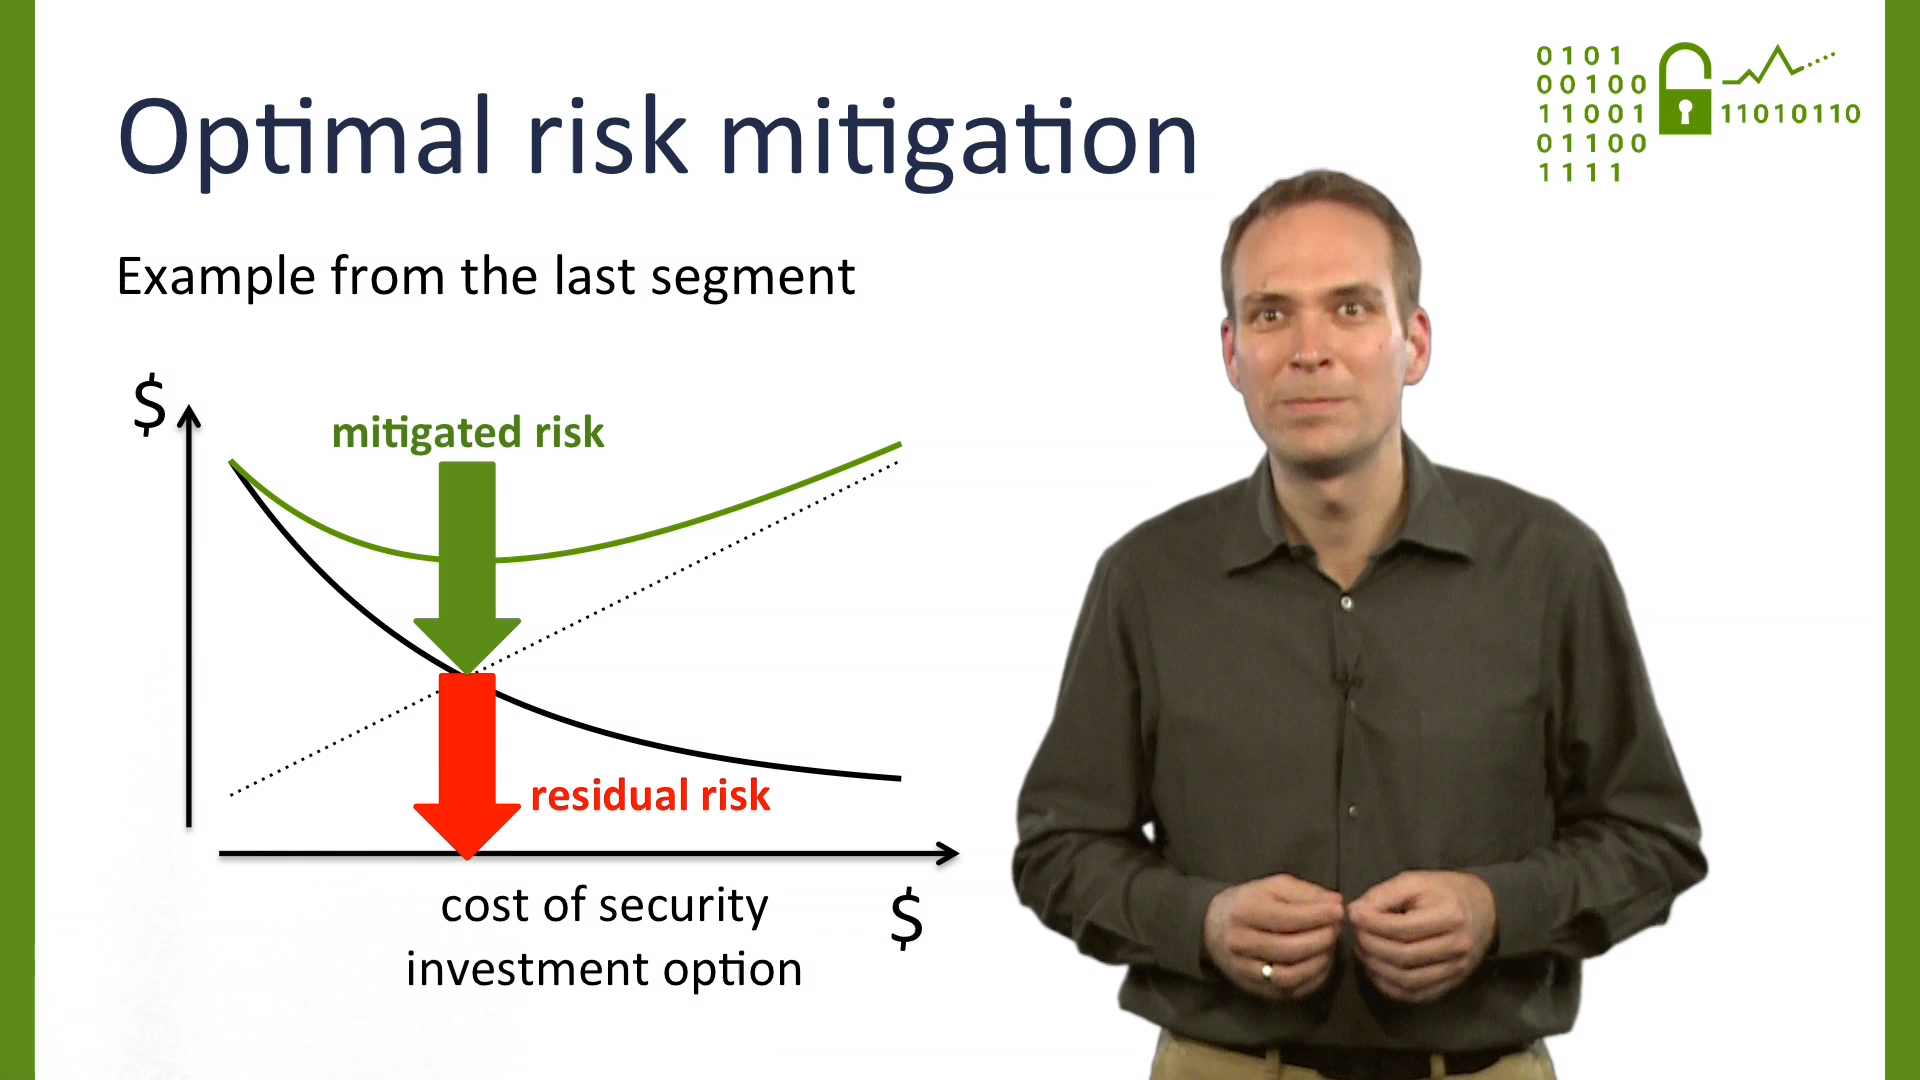 0101
00100
11001
11010110
01100
1111
Optimal risk mitigation
Example from the last segment
$
mitigated risk
residual risk
cost of security
investment option
$